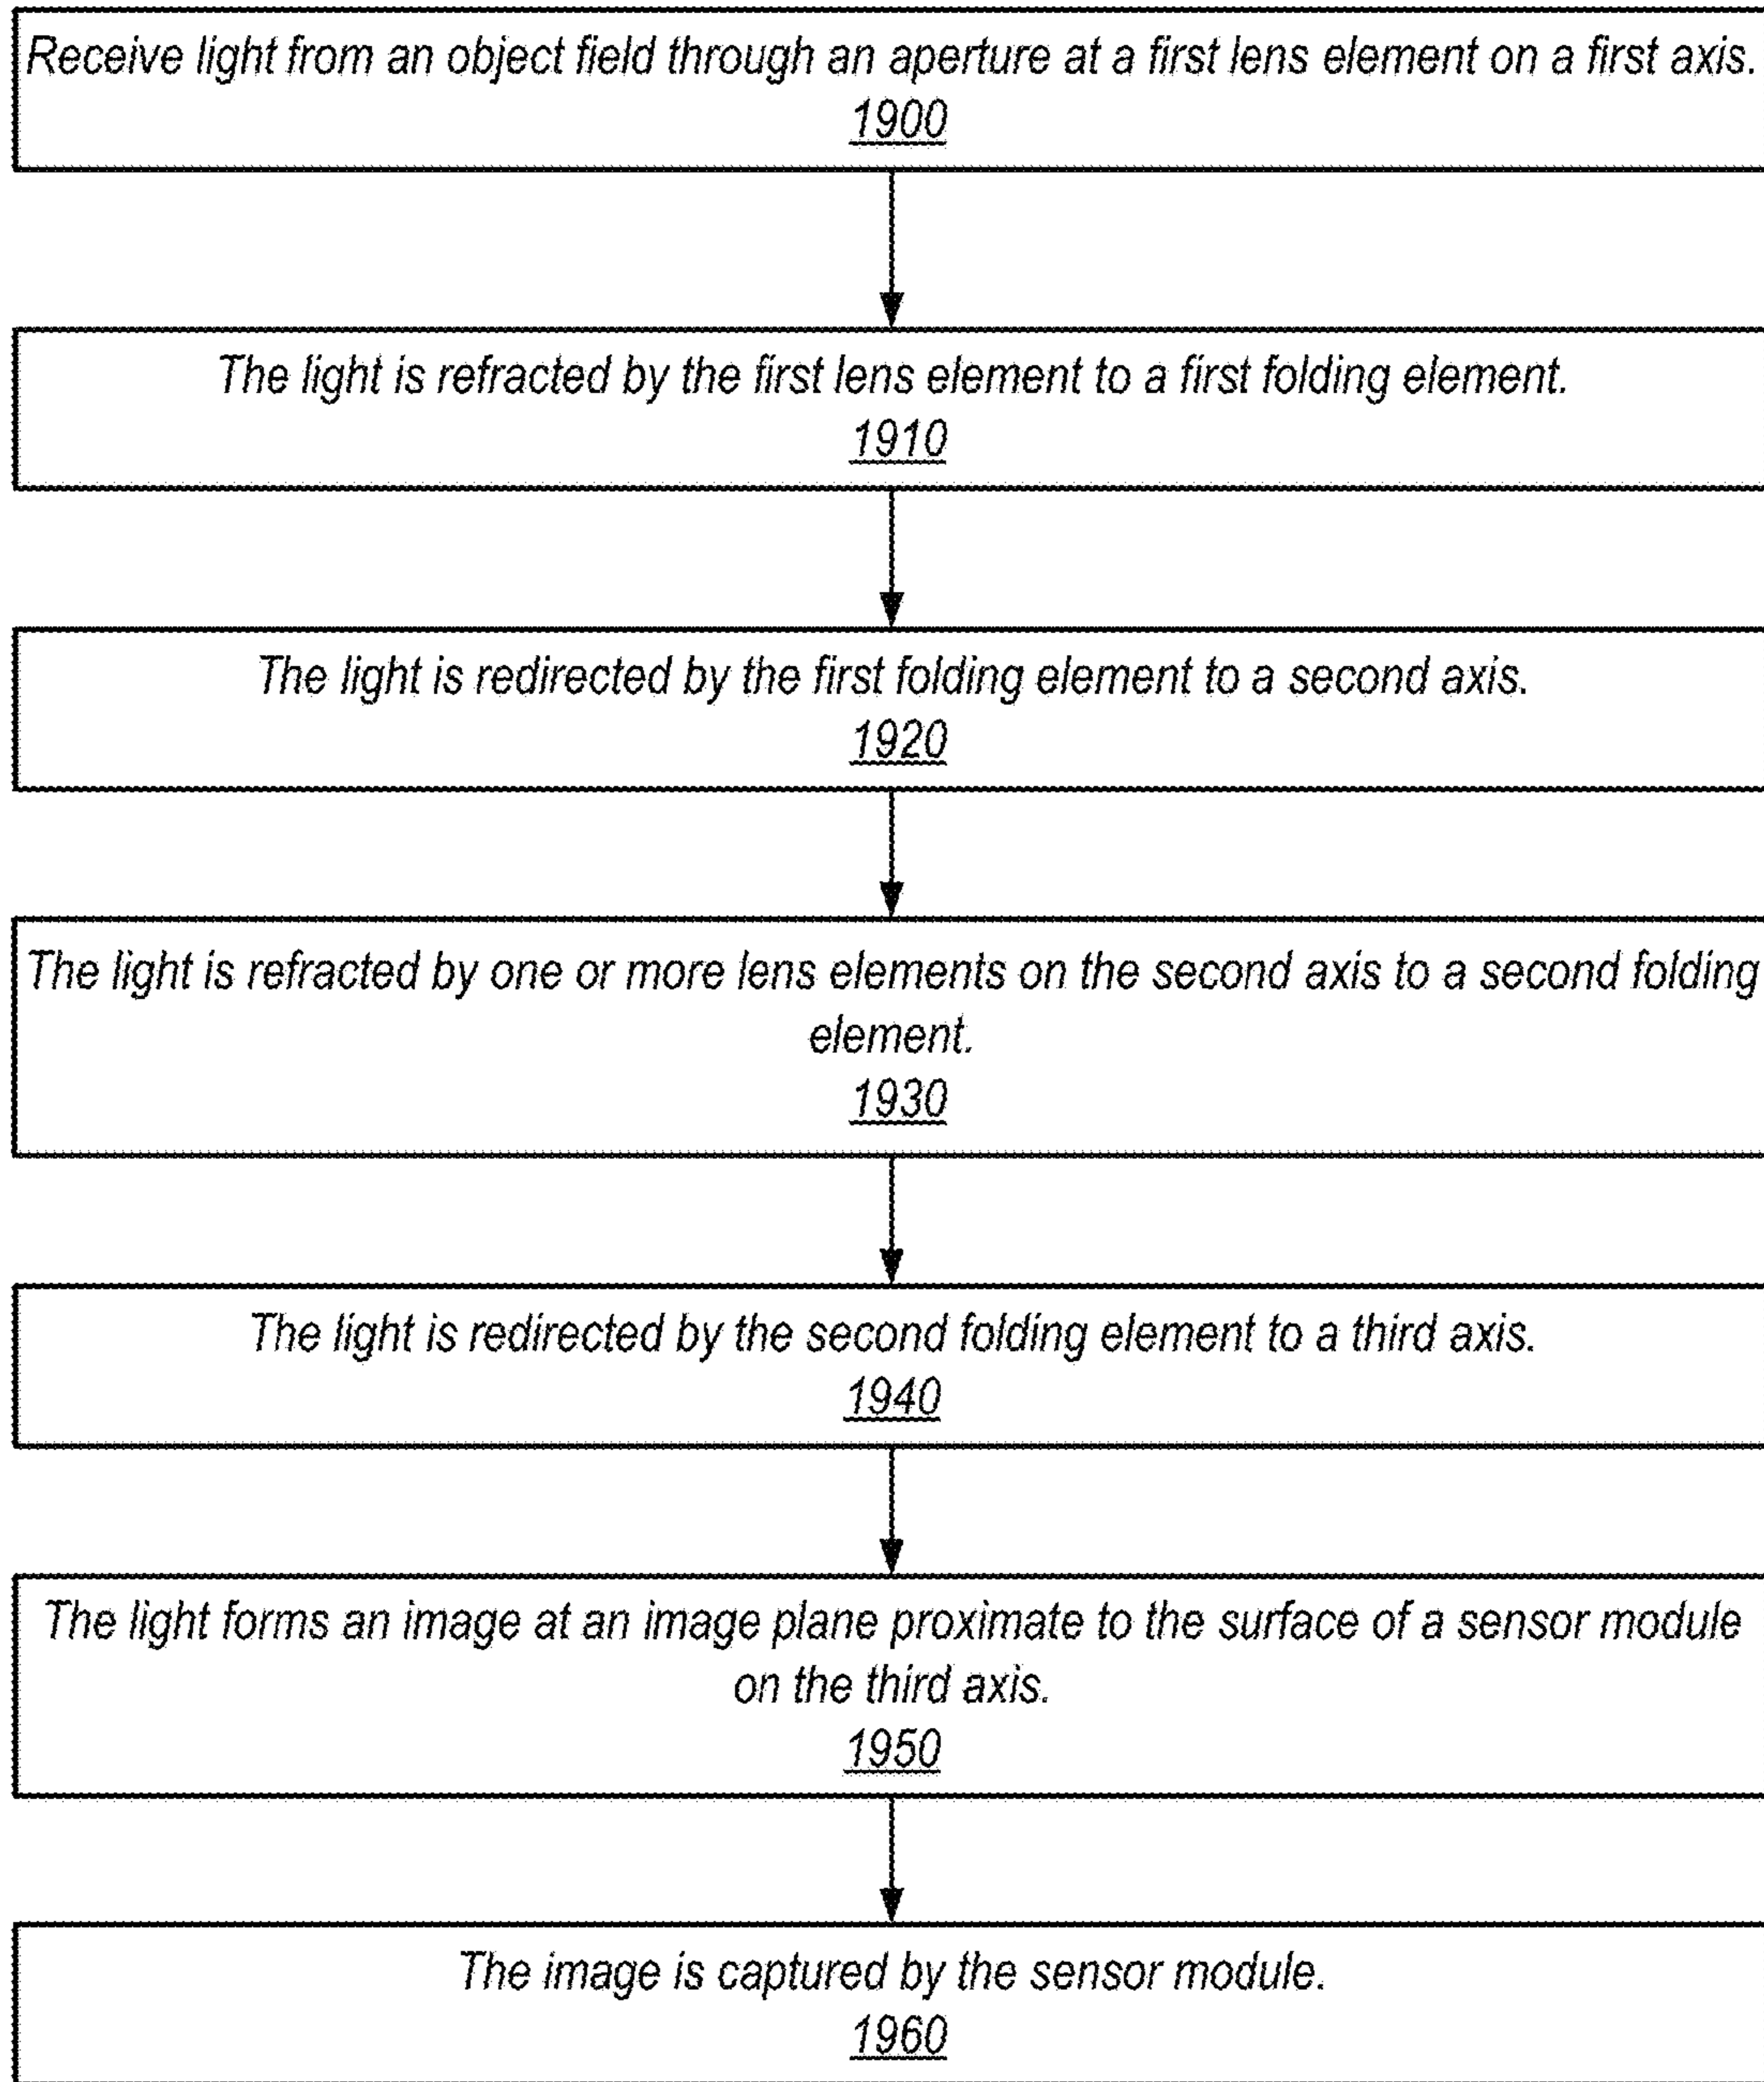 Receive light from an object field through an aperture at a first lens element on a first axis.
1900
The light is refracted by the first lens element to a first folding element.
1910
The light is redirected by the first folding element to a second axis.
1920
The light is refracted by one or more lens elements on the second axis to a second folding
element.
1930
The light is redirected by the second folding element to a third axis.
1940
The light forms an image at an image plane proximate to the surface of a sensor module
on the third axis.
1950
The image is captured by the sensor module.
1960